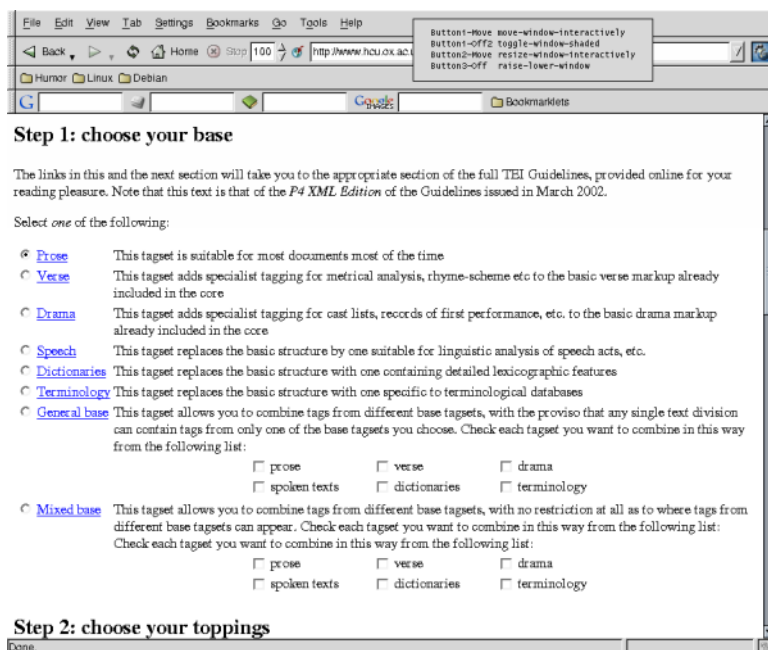 File Edit View Tab Settings Bookmarks Go Tools Help
Button1-Move move-window-interactively
Button1-Off2 toggle-window-shaded
Button2-Move resize-window-interactively
Button3-Off raise-lower-window
Back Home Stop 100 http://www.hcu.ox.ac.u
Humor Linux Debian
G Google IMAGES Bookmarklets
Step 1: choose your base
The links in this and the next section will take you to the appropriate section of the full TEI Guidelines, provided online for your
reading pleasure. Note that this text is that of the P4 XML Edition of the Guidelines issued in March 2002.
Select one of the following:
Prose This tagset is suitable for most documents most of the time
Verse This tagset adds specialist tagging for metrical analysis, rhyme-scheme etc to the basic verse markup already
included in the core
Drama This tagset adds specialist tagging for cast lists, records of first performance, etc. to the basic drama markup
already included in the core
Speech This tagset replaces the basic structure by one suitable for linguistic analysis of speech acts, etc.
Dictionaries This tagset replaces the basic structure with one containing detailed lexicographic features
Terminology This tagset replaces the basic structure with one specific to terminological databases
General base This tagset allows you to combine tags from different base tagsets, with the proviso that any single text division
can contain tags from only one of the base tagsets you choose. Check each tagset you want to combine in this way
from the following list:
prose verse drama
spoken texts dictionaries terminology
Mixed base This tagset allows you to combine tags from different base tagsets, with no restriction at all as to where tags from
different base tagsets can appear. Check each tagset you want to combine in this way from the following list:
Check each tagset you want to combine in this way from the following list:
prose verse drama
spoken texts dictionaries terminology
Step 2: choose your toppings
Done